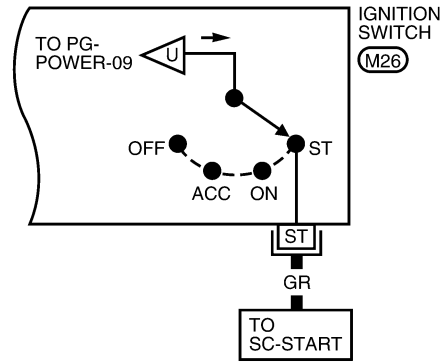 IGNITION
SWITCH
M26
TO PG-
POWER-09
U
OFF
ST
ACC ON
ST
GR
TO
SC-START